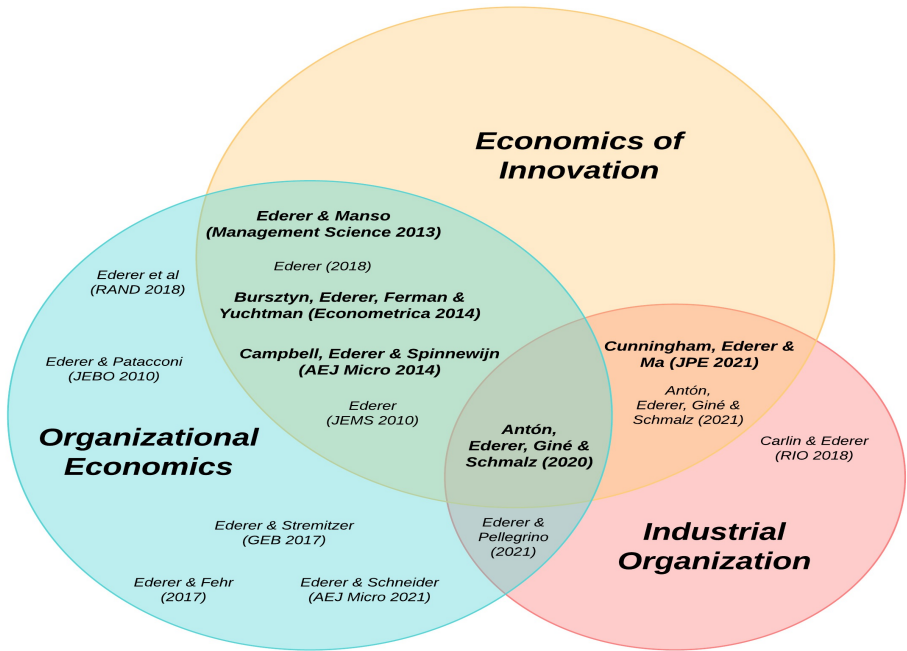 Economics of
Innovation
Ederer & Manso
(Management Science 2013)
Ederer (2018)
Ederer et al
(RAND 2018)
Bursztyn, Ederer, Ferman &
Yuchtman (Econometrica 2014)
Campbell, Ederer & Spinnewijn
(AEJ Micro 2014)
Cunningham, Ederer &
Ma (JPE 2021)
Ederer & Patacconi
(JEBO 2010)
Ederer
(JEMS 2010)
Antón,
Ederer, Giné &
Schmalz (2021)
Organizational
Economics
Antón,
Ederer, Giné &
Schmalz (2020)
Carlin & Ederer
(RIO 2018)
Ederer & Stremitzer
(GEB 2017)
Ederer &
Pellegrino
(2021)
Industrial
Organization
Ederer & Fehr
(2017)
Ederer & Schneider
(AEJ Micro 2021)